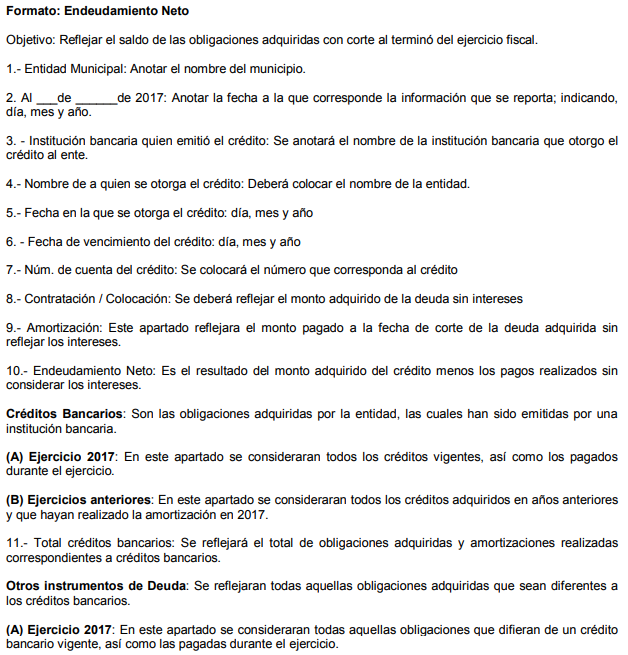 Formato: Endeudamiento Neto
Objetivo: Reflejar el saldo de las obligaciones adquiridas con corte al terminó del ejercicio fiscal.
1.- Entidad Municipal: Anotar el nombre del municipio.
2. Al ___de ______de 2017: Anotar la fecha a la que corresponde la información que se reporta; indicando,
día, mes y año.
3. - Institución bancaria quien emitió el crédito: Se anotará el nombre de la institución bancaria que otorgo el
crédito al ente.
4.- Nombre de a quien se otorga el crédito: Deberá colocar el nombre de la entidad.
5.- Fecha en la que se otorga el crédito: día, mes y año
6. - Fecha de vencimiento del crédito: día, mes y año
7.- Núm. de cuenta del crédito: Se colocará el número que corresponda al crédito
8.- Contratación / Colocación: Se deberá reflejar el monto adquirido de la deuda sin intereses
9.- Amortización: Este apartado reflejara el monto pagado a la fecha de corte de la deuda adquirida sin
reflejar los intereses.
10.- Endeudamiento Neto: Es el resultado del monto adquirido del crédito menos los pagos realizados sin
considerar los intereses.
Créditos Bancarios: Son las obligaciones adquiridas por la entidad, las cuales han sido emitidas por una
institución bancaria.
(A) Ejercicio 2017: En este apartado se consideraran todos los créditos vigentes, así como los pagados
durante el ejercicio.
(B) Ejercicios anteriores: En este apartado se consideraran todos los créditos adquiridos en años anteriores
y que hayan realizado la amortización en 2017.
11.- Total créditos bancarios: Se reflejará el total de obligaciones adquiridas y amortizaciones realizadas
correspondientes a créditos bancarios.
Otros instrumentos de Deuda: Se reflejaran todas aquellas obligaciones adquiridas que sean diferentes a
los créditos bancarios.
(A) Ejercicio 2017: En este apartado se consideraran todas aquellas obligaciones que difieran de un crédito
bancario vigente, así como las pagadas durante el ejercicio.